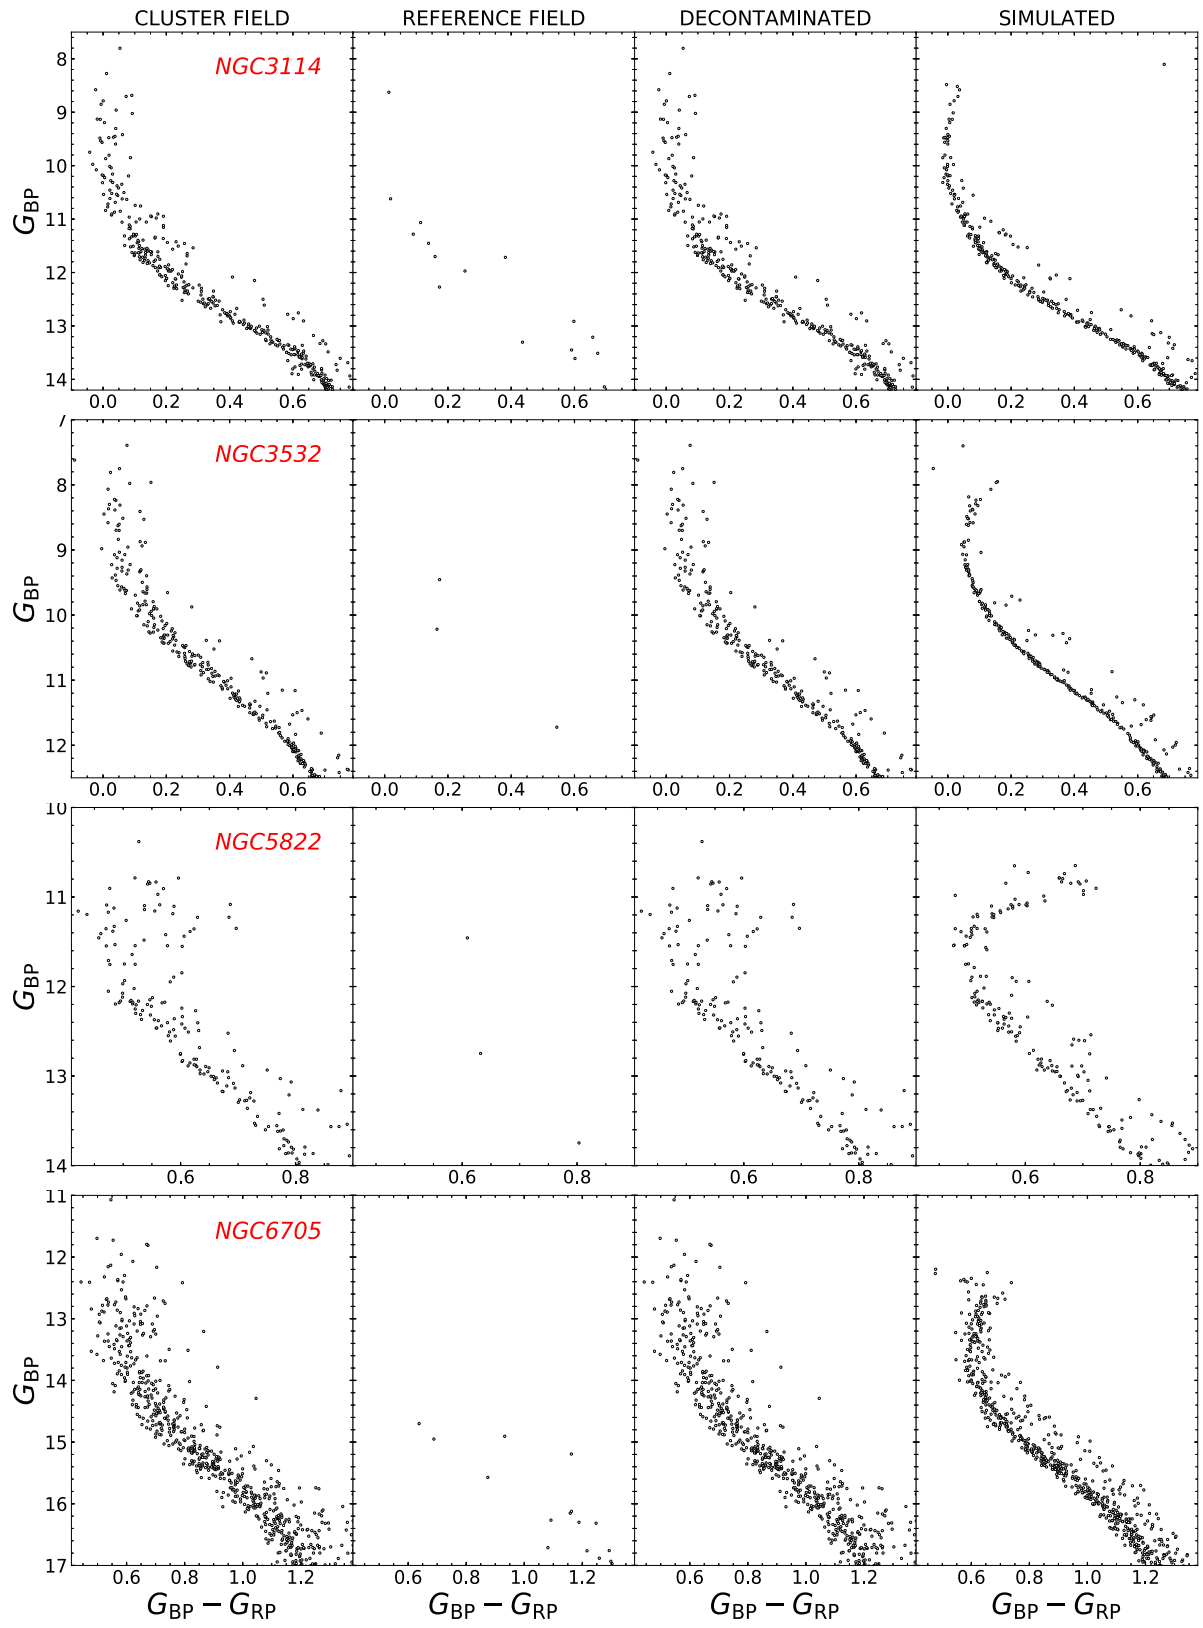 CLUSTER FIELD REFERENCE FIELD DECONTAMINATED SIMULATED
NGC3114
8
9
10
11
12
13
14
G_BP
0.0 0.2 0.4 0.6 0.0 0.2 0.4 0.6 0.0 0.2 0.4 0.6 0.0 0.2 0.4 0.6
NGC3532
7
8
9
10
11
12
G_BP
0.0 0.2 0.4 0.6 0.0 0.2 0.4 0.6 0.0 0.2 0.4 0.6 0.0 0.2 0.4 0.6
NGC5822
10
11
12
13
14
G_BP
0.6 0.8 0.6 0.8 0.6 0.8 0.6 0.8
NGC6705
11
12
13
14
15
16
17
G_BP
0.6 0.8 1.0 1.2 0.6 0.8 1.0 1.2 0.6 0.8 1.0 1.2 0.6 0.8 1.0 1.2
G_BP − G_RP G_BP − G_RP G_BP − G_RP G_BP − G_RP